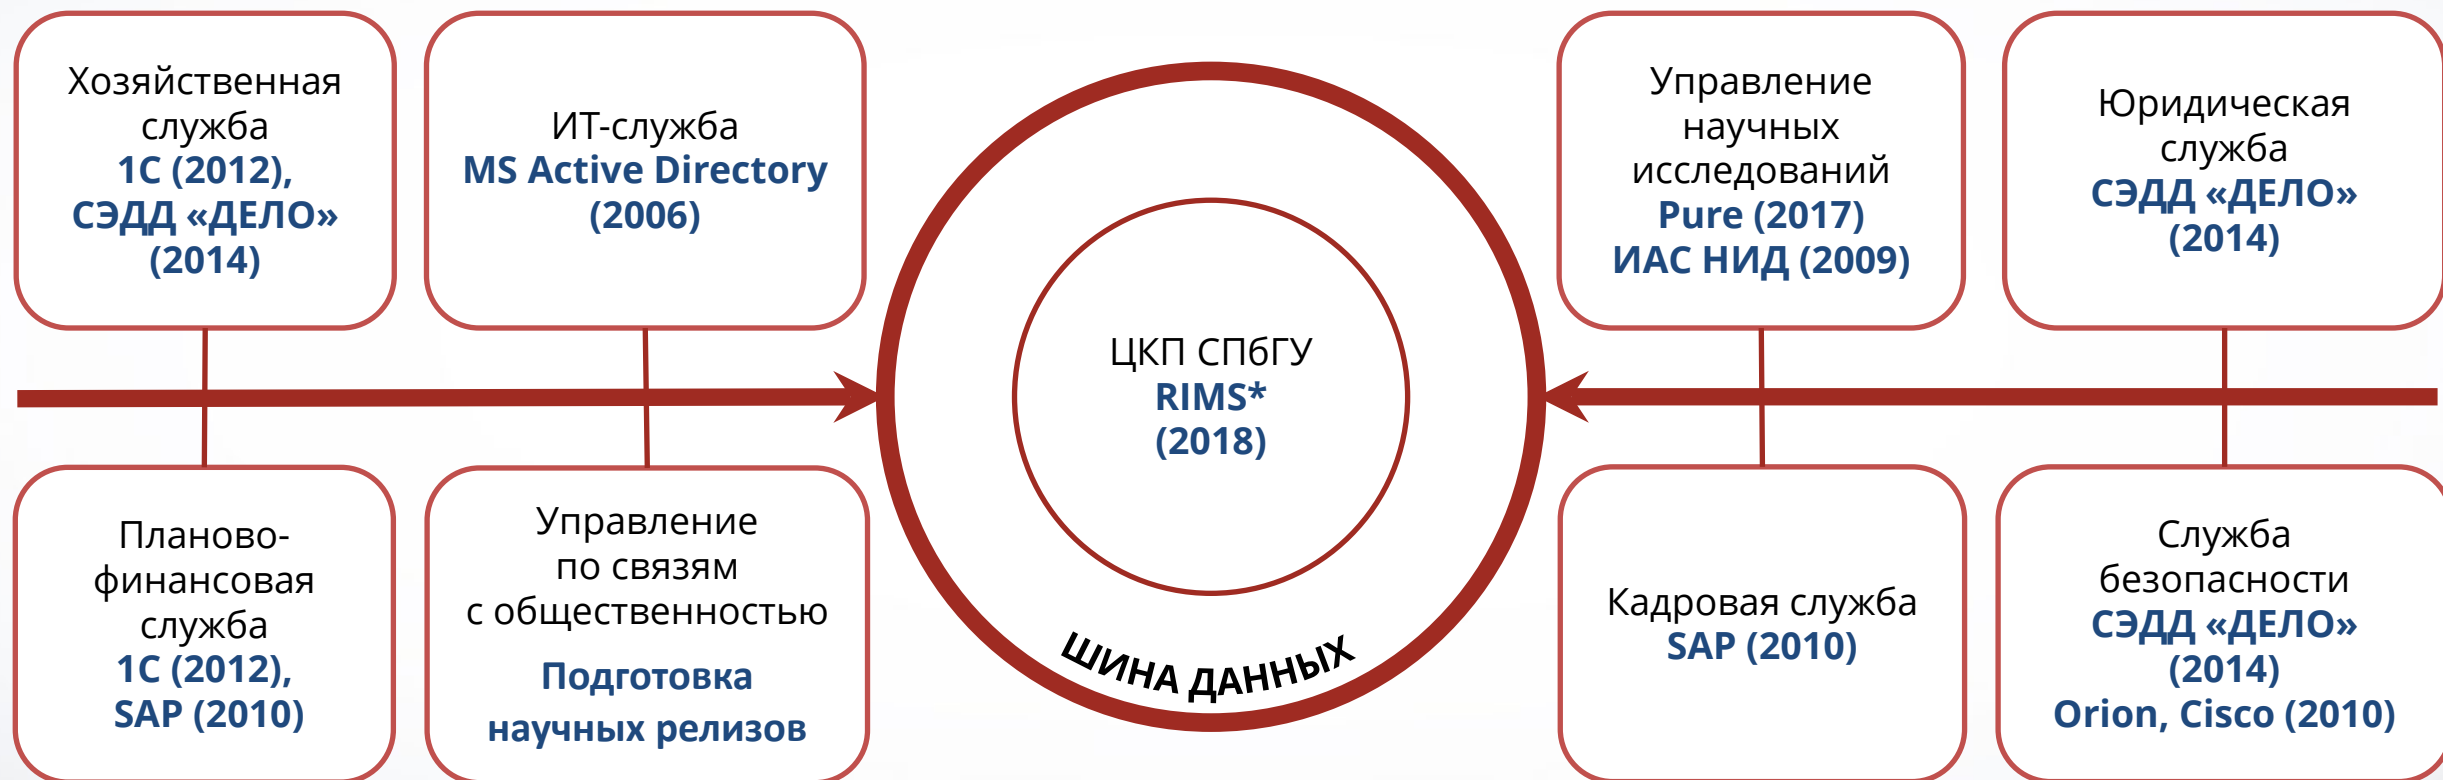 Хозяйственная
служба
1С (2012),
СЭДД «ДЕЛО»
(2014)
ИТ-служба
MS Active Directory
(2006)
Управление
научных
исследований
Pure (2017)
ИАС НИД (2009)
Юридическая
служба
СЭДД «ДЕЛО»
(2014)
ЦКП СПбГУ
RIMS*
(2018)
ШИНА ДАННЫХ
Планово-
финансовая
служба
1С (2012),
SAP (2010)
Управление
по связям
с общественностью
Подготовка
научных релизов
Кадровая служба
SAP (2010)
Служба
безопасности
СЭДД «ДЕЛО»
(2014)
Orion, Cisco (2010)